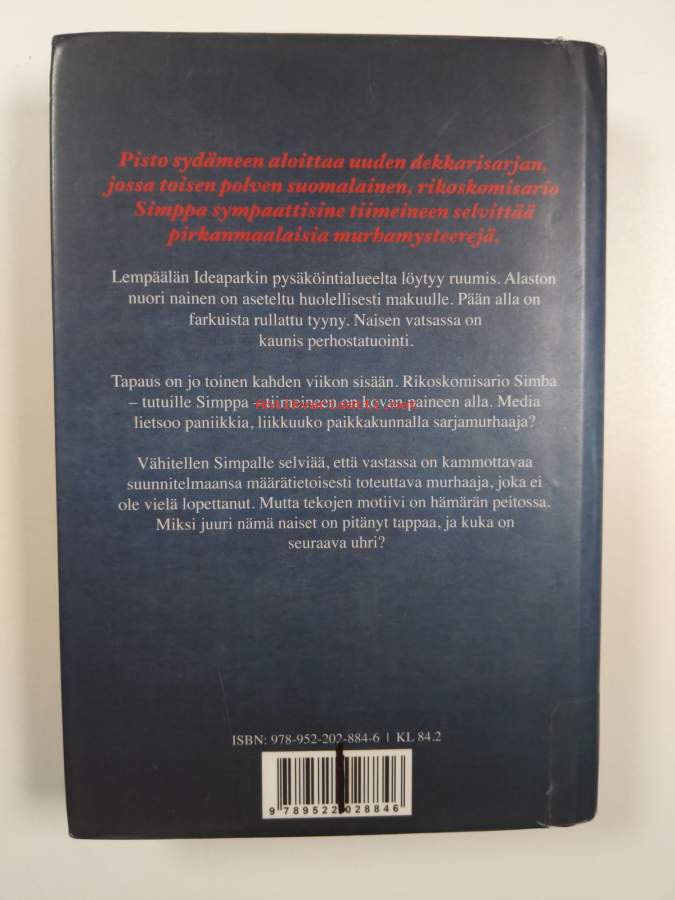 Pisto sydämeen aloittaa uuden dekkarisarjan,
jossa toisen polven suomalainen, rikoskomisario
Simppa sympaattisine tiimeineen selvittää
pirkanmaalaisia murhamysteerejä.
Lempäälän Ideaparkin pysäköintialueelta löytyy ruumis. Alaston
nuori nainen on aseteltu huolellisesti makuulle. Pään alla on
farkuista rullattu tyyny. Naisen vatsassa on
kaunis perhostatuointi.
Tapaus on jo toinen kahden viikon sisään. Rikoskomisario Simba
– tutuille Simppa – tiimeineen on kovan paineen alla. Media
lietsoo paniikkia, liikkuuko paikkakunnalla sarjamurhaaja?
Vähitellen Simpalle selviää, että vastassa on kammottavaa
suunnitelmaansa määrätietoisesti toteuttava murhaaja, joka ei
ole vielä lopettanut. Mutta tekojen motiivi on hämärän peitossa.
Miksi juuri nämä naiset on pitänyt tappaa, ja kuka on
seuraava uhri?
ISBN: 978-952-202-884-6 | KL 84.2
9 789522 028846